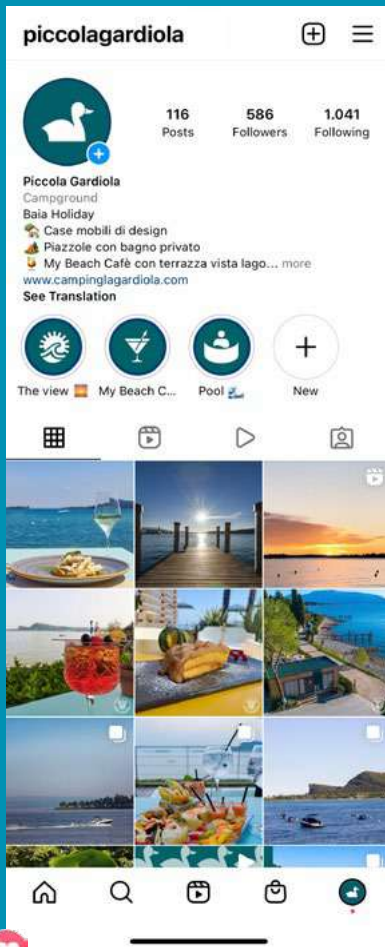 piccolagardiola
116 586 1.041
Posts Followers Following
Piccola Gardiola
Campground
Baia Holiday
Case mobili di design
Piazzole con bagno privato
My Beach Cafè con terrazza vista lago... more
www.campinglagardiola.com
See Translation
The view My Beach C... Pool New